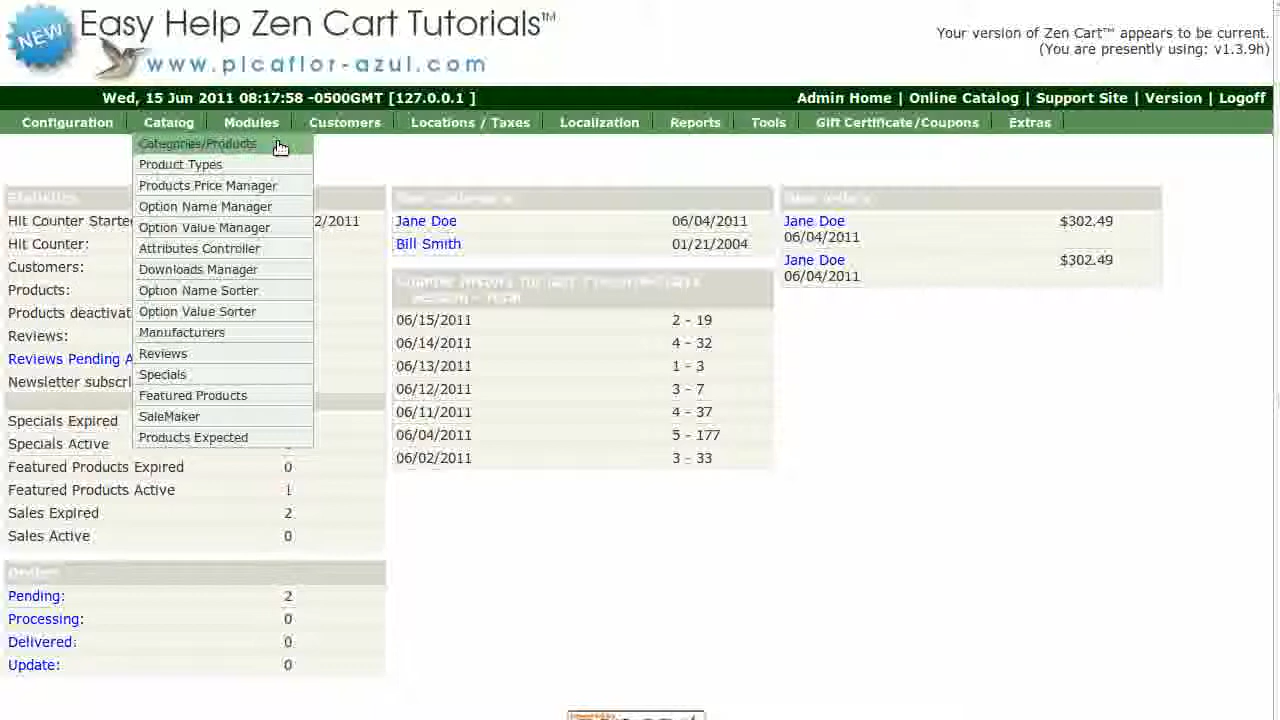 NEW
Easy Help Zen Cart Tutorials™
www.picaflor-azul.com
Your version of Zen Cart™ appears to be current.
(You are presently using: v1.3.9h)
Wed, 15 Jun 2011 08:17:58 -0500GMT [127.0.0.1 ]
Admin Home | Online Catalog | Support Site | Version | Logoff
Configuration Catalog Modules Customers Locations / Taxes Localization Reports Tools Gift Certificate/Coupons Extras
Categories/Products
Product Types
Products Price Manager
Option Name Manager
Option Value Manager
Attributes Controller
Downloads Manager
Option Name Sorter
Option Value Sorter
Manufacturers
Reviews
Specials
Featured Products
SaleMaker
Products Expected
Statistics
Hit Counter Starte 2/2011
Hit Counter:
Customers:
Products:
Products deactivat
Reviews:
Reviews Pending A
Newsletter subscri
Specials Expired
Specials Active
Featured Products Expired 0
Featured Products Active 1
Sales Expired 2
Sales Active 0
Orders
Pending: 2
Processing: 0
Delivered: 0
Update: 0
Jane Doe 06/04/2011
Bill Smith 01/21/2004
06/15/2011 2 - 19
06/14/2011 4 - 32
06/13/2011 1 - 3
06/12/2011 3 - 7
06/11/2011 4 - 37
06/04/2011 5 - 177
06/02/2011 3 - 33
Jane Doe $302.49
06/04/2011
Jane Doe $302.49
06/04/2011